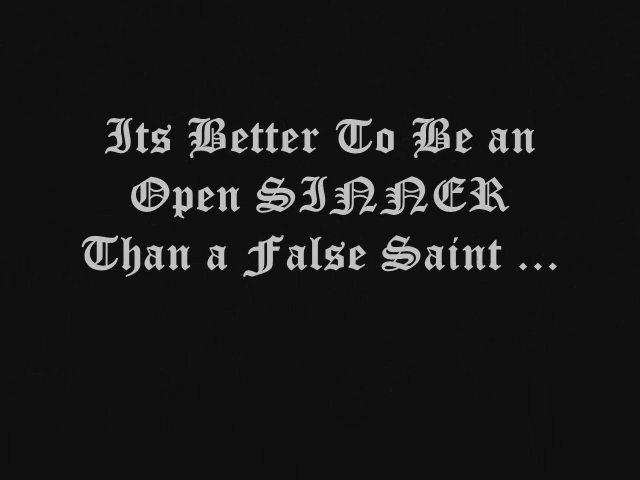 Its Better To Be an
Open SINNER
Than a False Saint ...